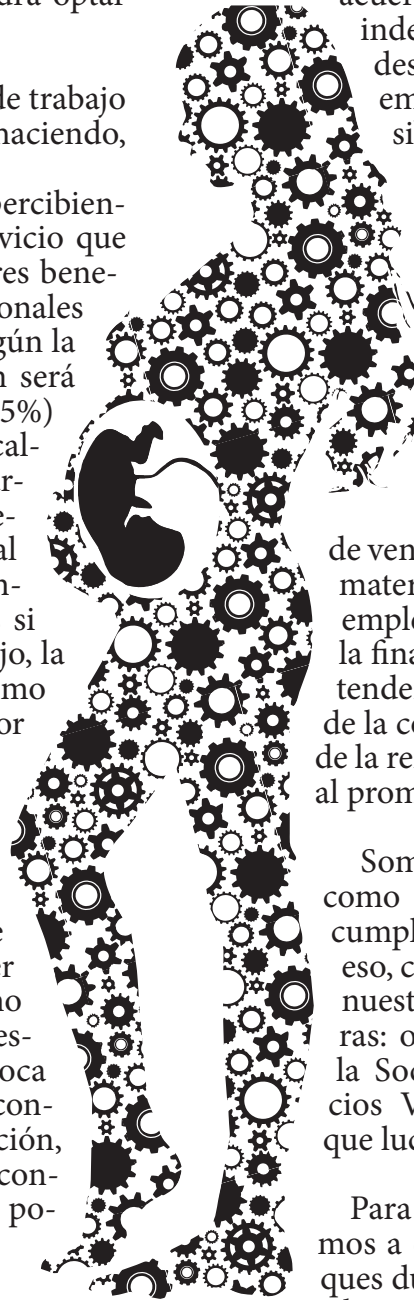 de trabajo
haciendo,
percibien-
vicio que
res bene-
onales
gún la
n será
5%)
cal-
r-
e-
al
n-
si
jo, la
mo
or
e
er
no
es-
oca
con-
ción,
con-
po-
inde
des
em
si
de ven
mater
emple
la fina
tende
de la c
de la re
al prom
Som
como
cumpl
eso, c
nuest
ras: o
la Soc
cios V
que luc
Para
mos a
ques du